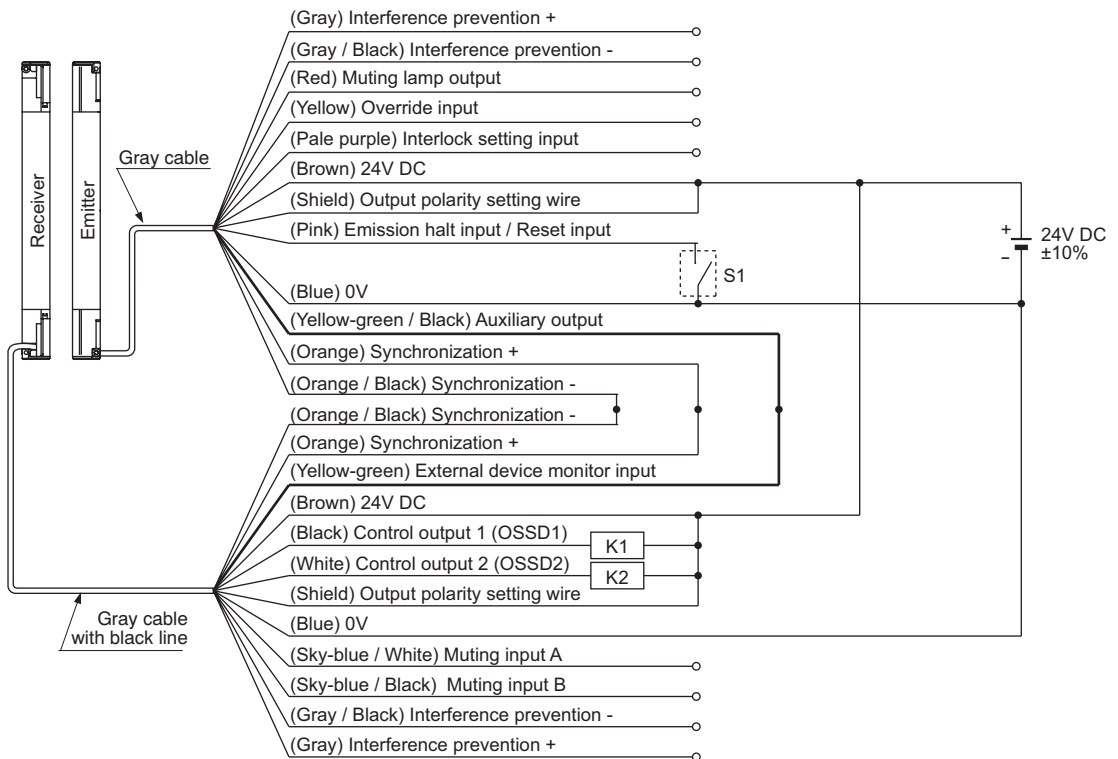 (Gray) Interference prevention +
(Gray / Black) Interference prevention -
(Red) Muting lamp output
(Yellow) Override input
(Pale purple) Interlock setting input
Gray cable
(Brown) 24V DC
(Shield) Output polarity setting wire
Receiver
Emitter
(Pink) Emission halt input / Reset input
+
24V DC
–
±10%
S1
(Blue) 0V
(Yellow-green / Black) Auxiliary output
(Orange) Synchronization +
(Orange / Black) Synchronization -
(Orange / Black) Synchronization -
(Orange) Synchronization +
(Yellow-green) External device monitor input
(Brown) 24V DC
(Black) Control output 1 (OSSD1)
K1
(White) Control output 2 (OSSD2)
K2
(Shield) Output polarity setting wire
Gray cable
with black line
(Blue) 0V
(Sky-blue / White) Muting input A
(Sky-blue / Black) Muting input B
(Gray / Black) Interference prevention -
(Gray) Interference prevention +